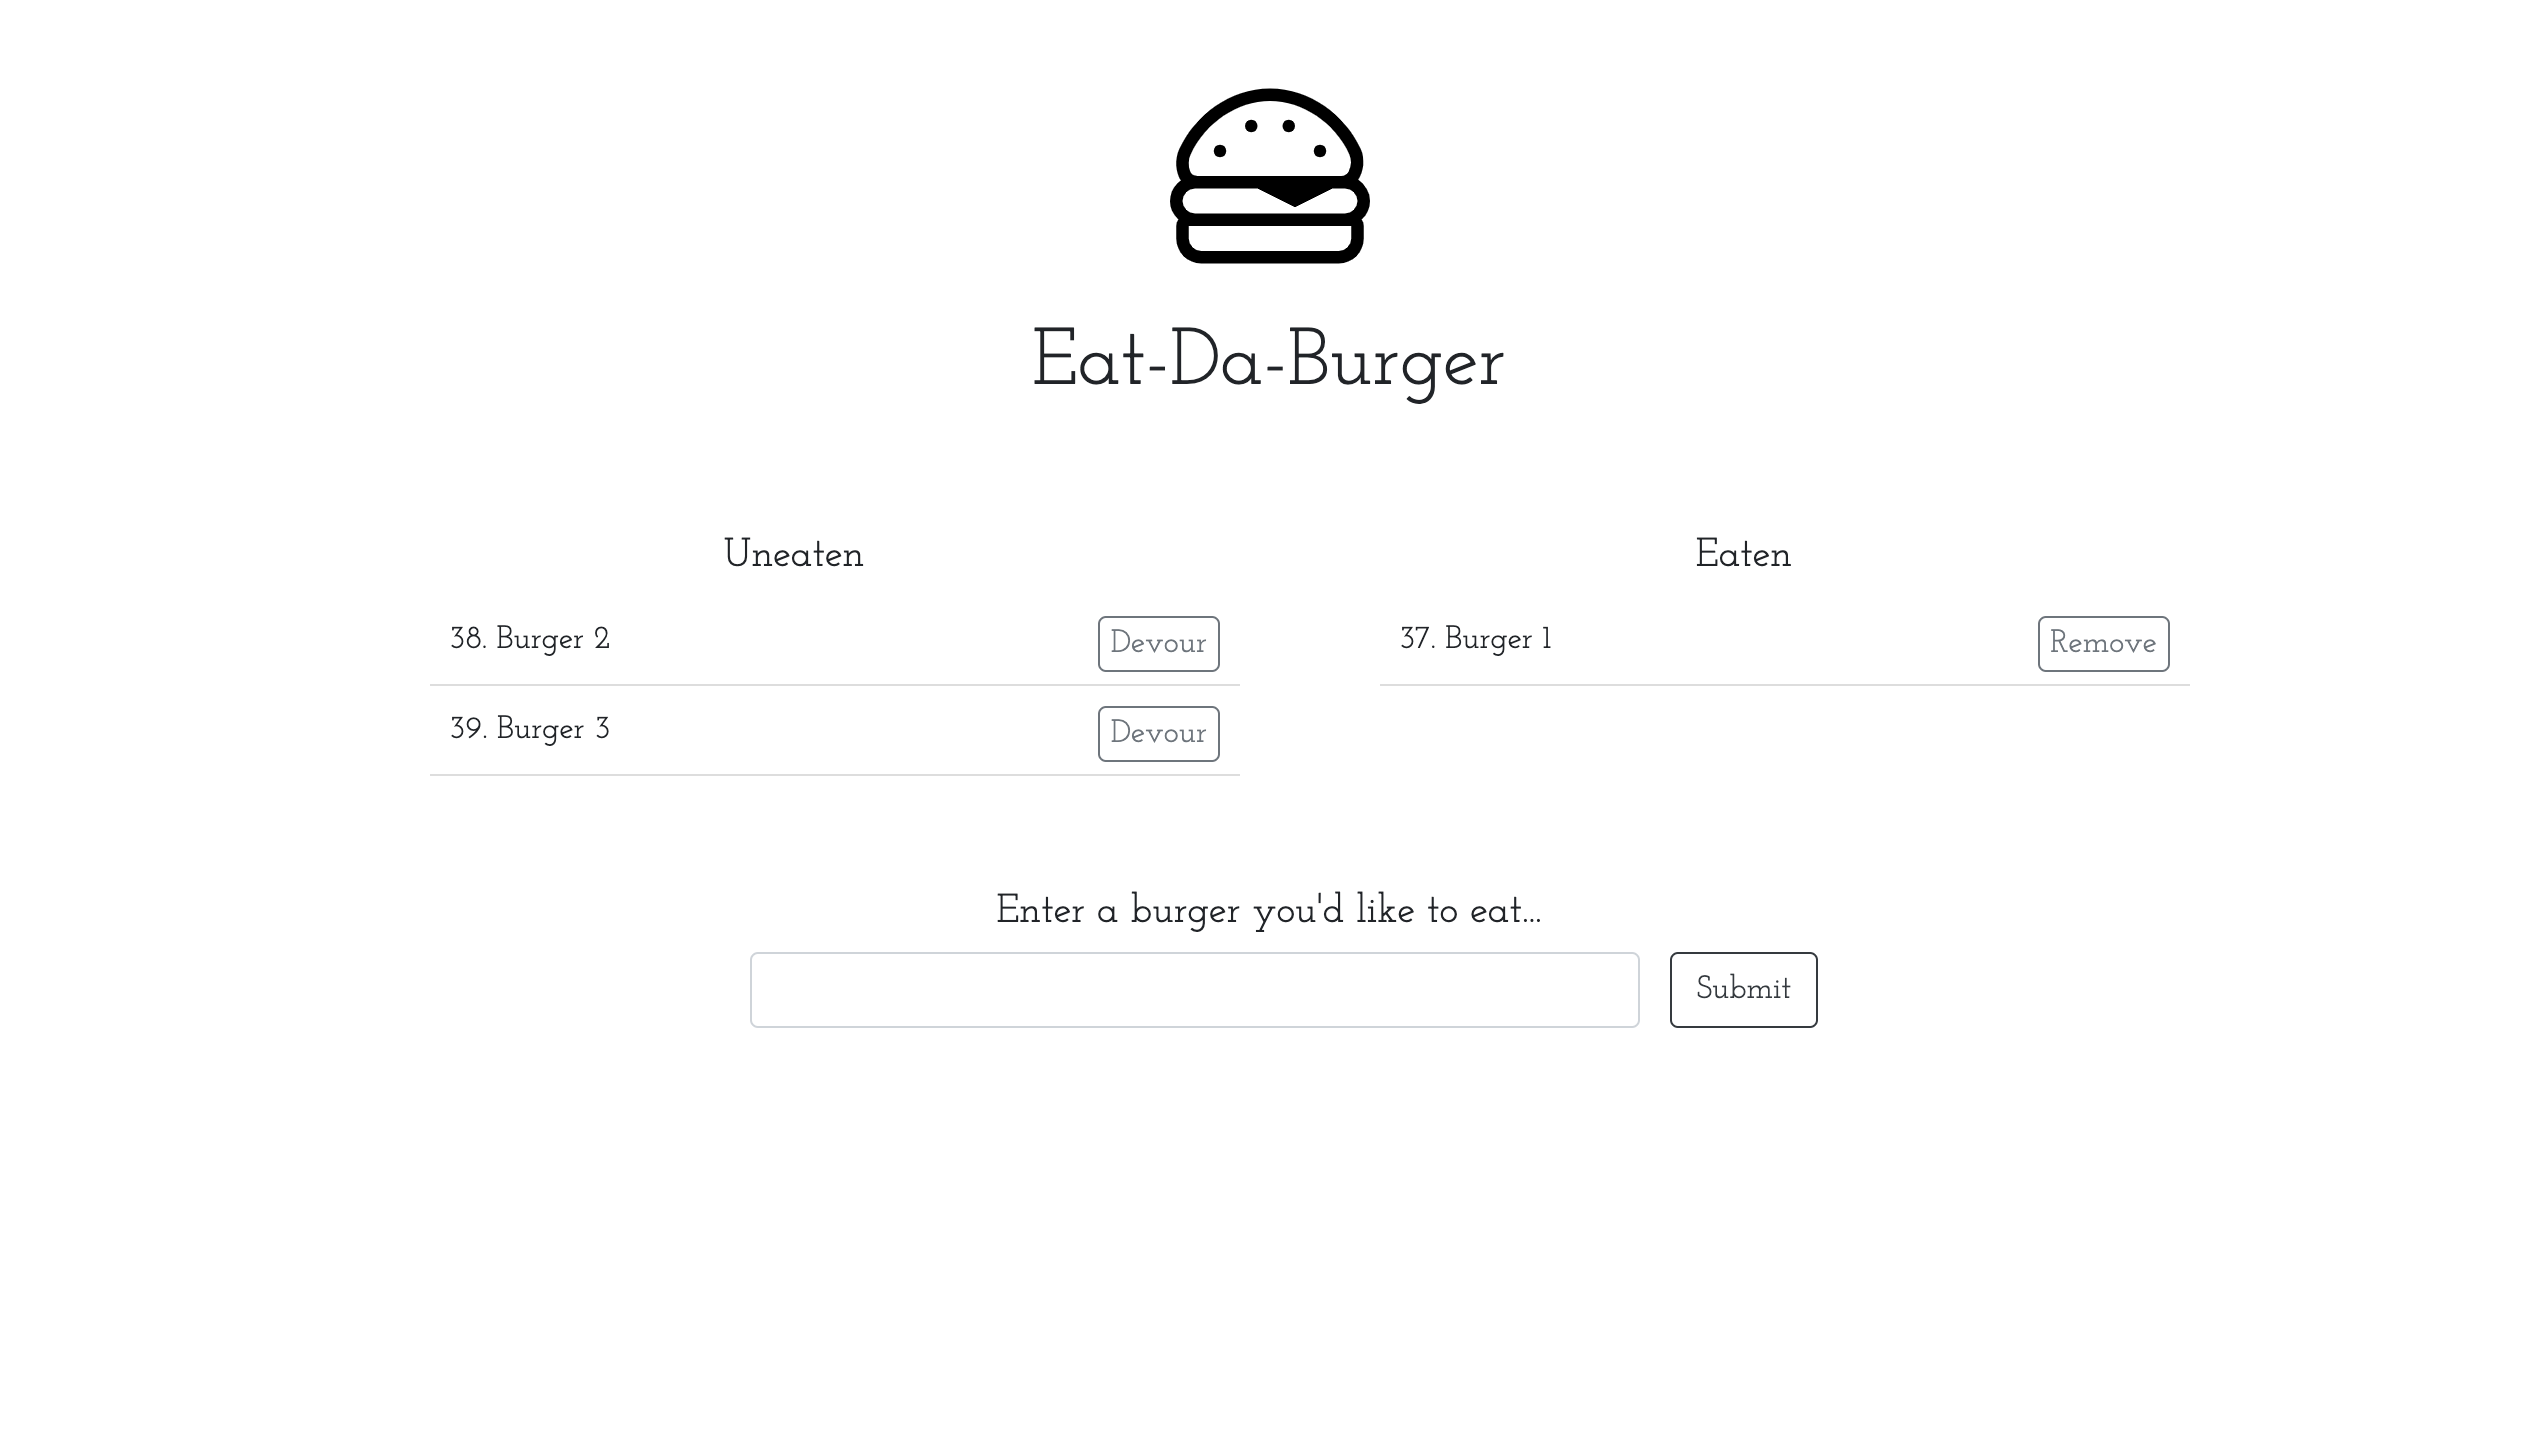 Eat-Da-Burger
Uneaten
38. Burger 2
Devour
39. Burger 3
Devour
Eaten
37. Burger 1
Remove
Enter a burger you'd like to eat...
Submit